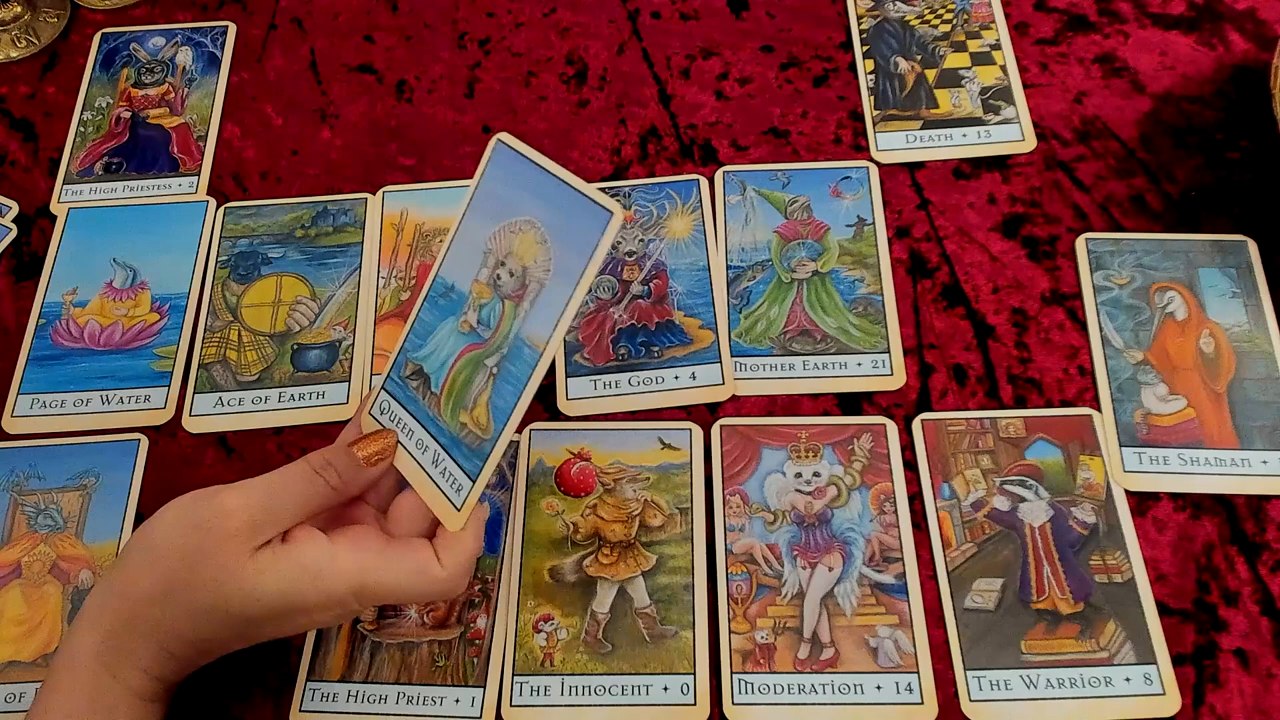 DEATH ✦ 13
THE HIGH PRIESTESS ✦ 2
PAGE OF WATER
ACE OF EARTH
QUEEN OF WATER
THE GOD ✦ 4
MOTHER EARTH ✦ 21
THE SHAMAN ✦
OF
THE HIGH PRIEST ✦ 1
THE INNOCENT ✦ 0
MODERATION ✦ 14
THE WARRIOR ✦ 8